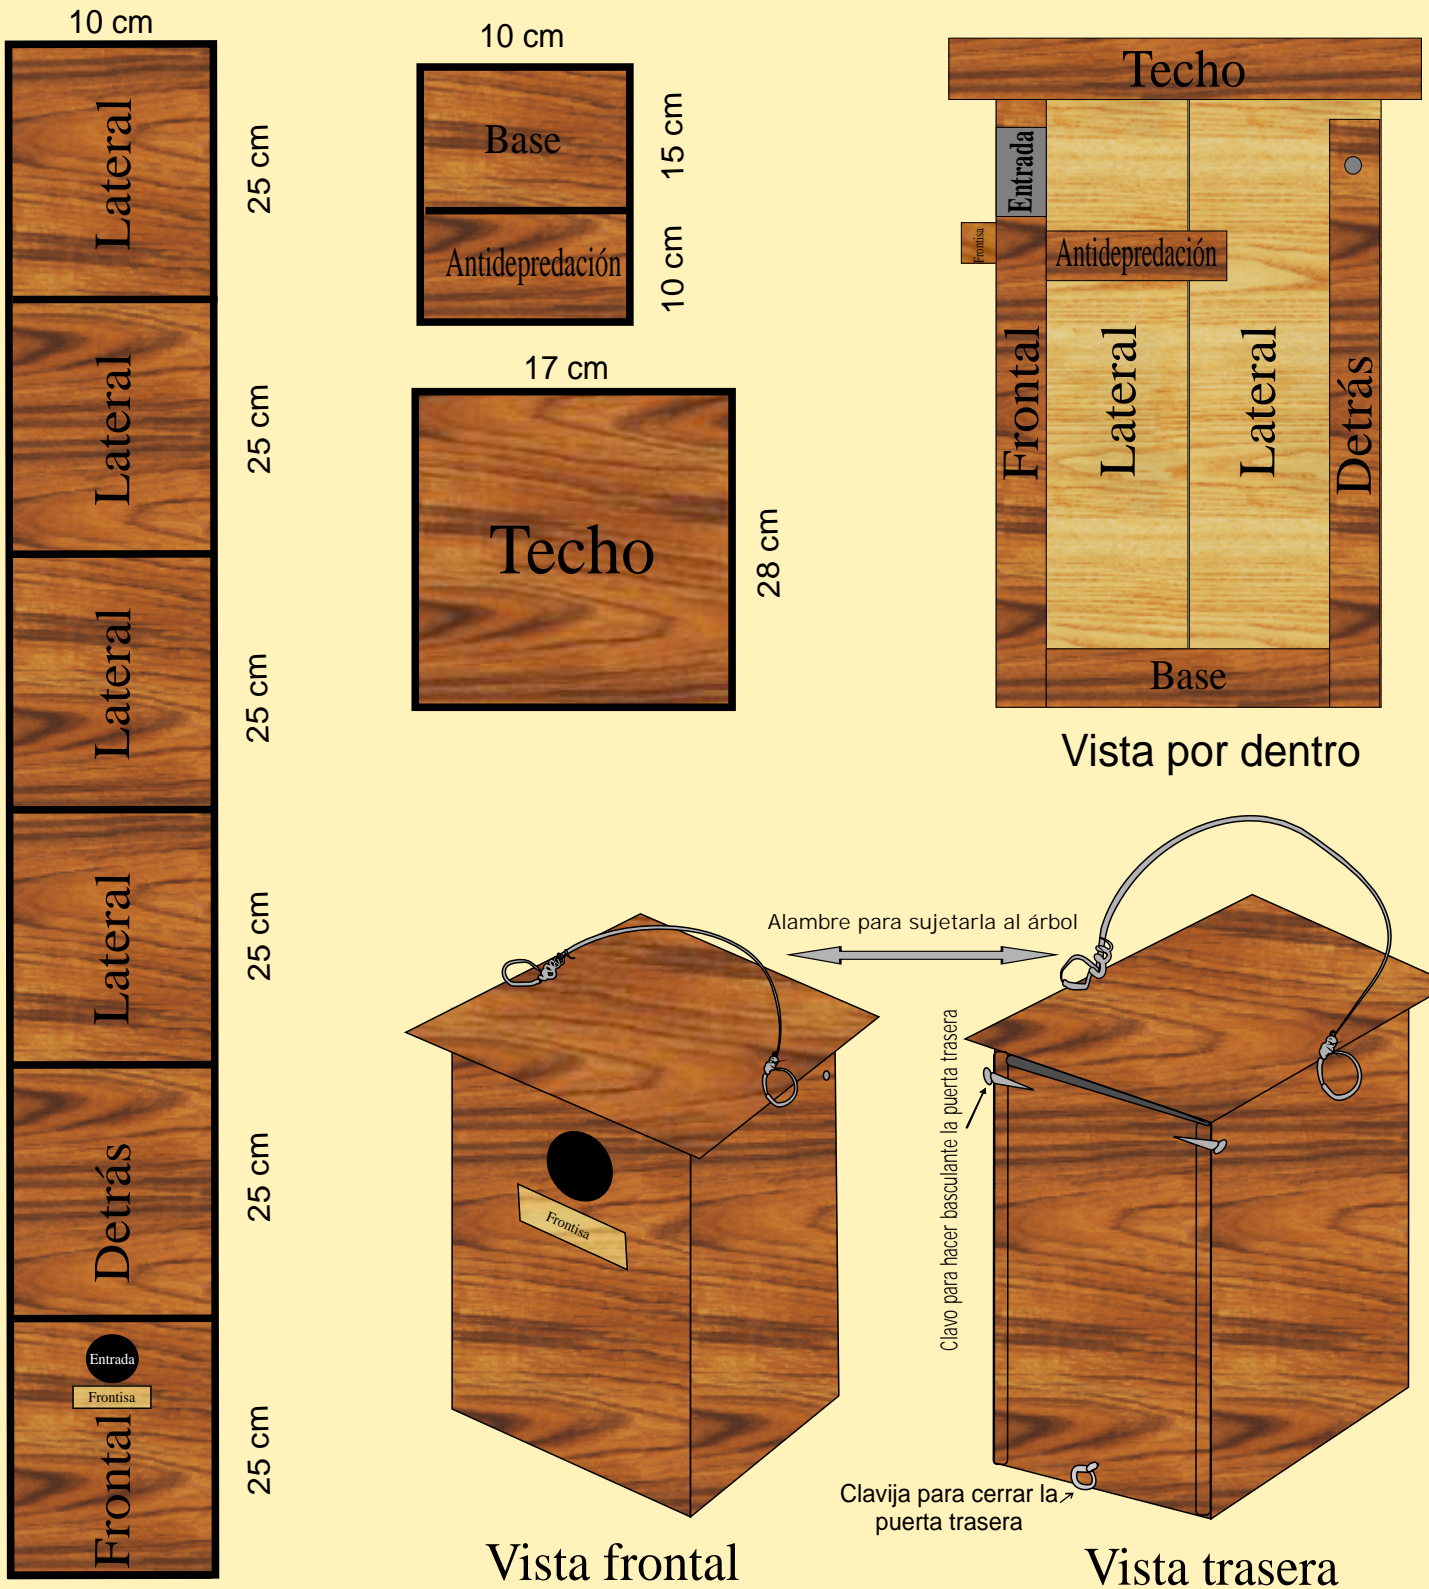 10 cm
Lateral
25 cm
Lateral
25 cm
Lateral
25 cm
Lateral
25 cm
Detrás
25 cm
Entrada
Frontisa
Frontal
25 cm
10 cm
Base
15 cm
Antidepredación
10 cm
17 cm
Techo
28 cm
Techo
Entrada
Frontisa
Antidepredación
Frontal
Lateral
Lateral
Detrás
Base
Vista por dentro
Alambre para sujetarla al árbol
Frontisa
Vista frontal
Clavo para hacer basculante la puerta trasera
Clavija para cerrar la
puerta trasera
Vista trasera